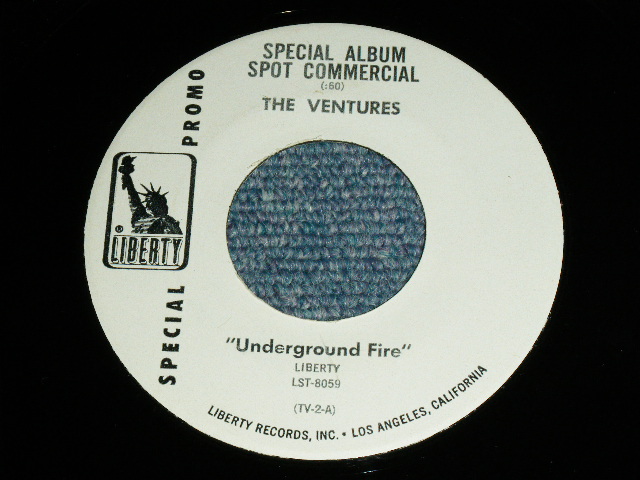 SPECIAL ALBUM
SPOT COMMERCIAL
(:60)
THE VENTURES
SPECIAL PROMO
®
LIBERTY
"Underground Fire"
LIBERTY
LST-8059
(TV-2-A)
LIBERTY RECORDS, INC. • LOS ANGELES, CALIFORNIA